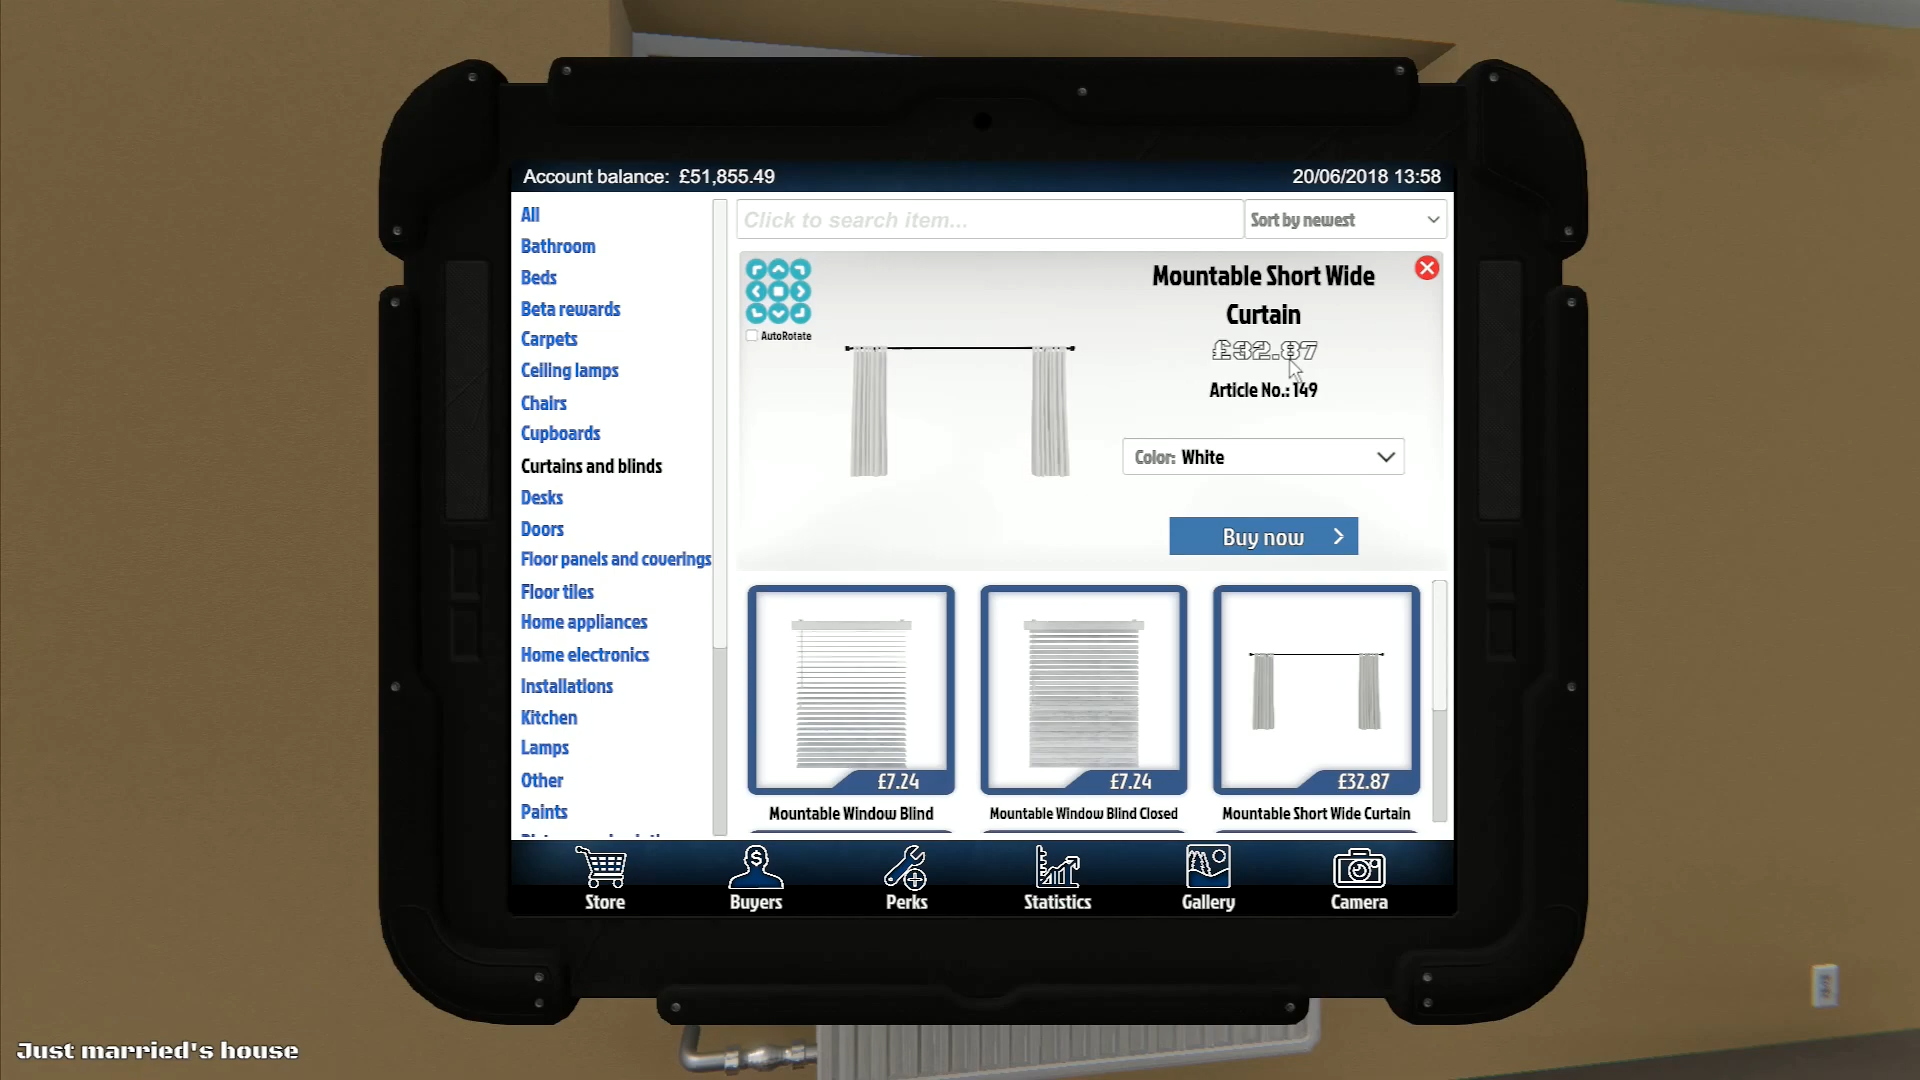 Account balance: £51,855.49
20/06/2018 13:58
All
Bathroom
Beds
Beta rewards
Carpets
Ceiling lamps
Chairs
Cupboards
Curtains and blinds
Desks
Doors
Floor panels and coverings
Floor tiles
Home appliances
Home electronics
Installations
Kitchen
Lamps
Other
Paints
Click to search item...
Sort by newest
AutoRotate
Mountable Short Wide
Curtain
£32.87
Article No.: 149
Color: White
Buy now
£7.24
£7.24
£32.87
Mountable Window Blind
Mountable Window Blind Closed
Mountable Short Wide Curtain
Store
Buyers
Perks
Statistics
Gallery
Camera
Just married's house